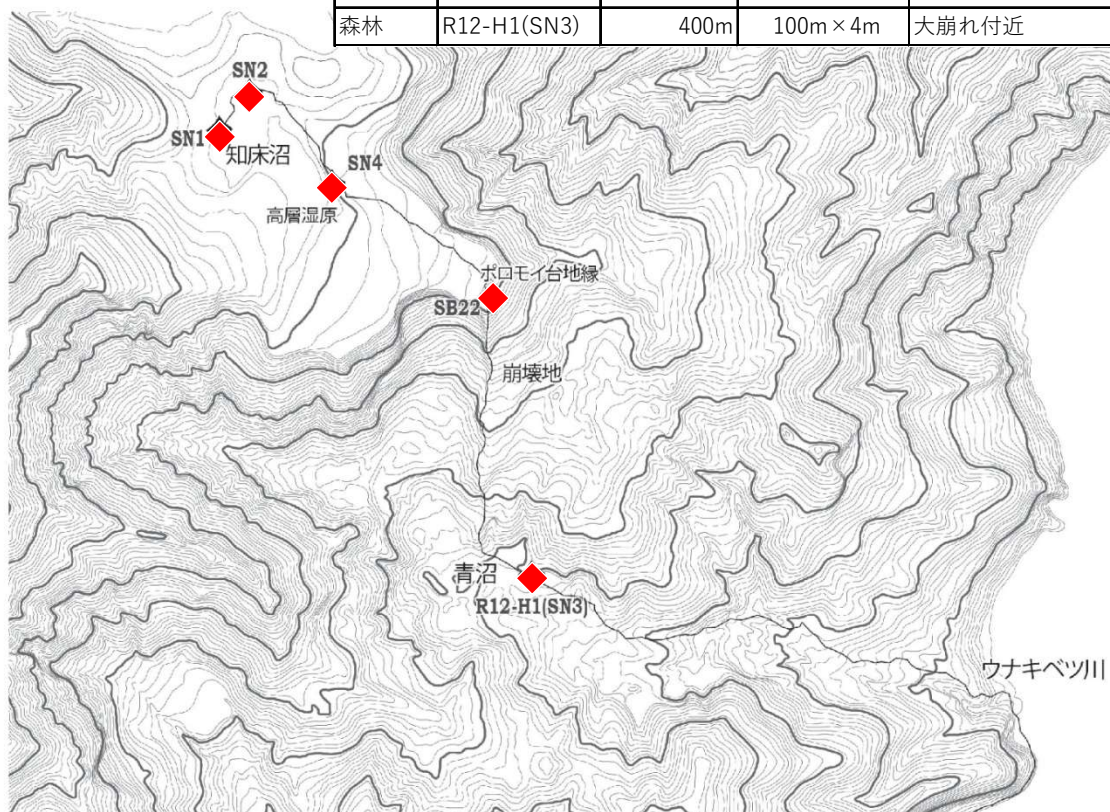 森林 R12-H1(SN3) 400m 100m×4m 大崩れ付近
SN2
SN1
知床沼
SN4
高層湿原
ポロモイ台地縁
SB22
崩壊地
青沼
R12-H1(SN3)
ウナキベツ川